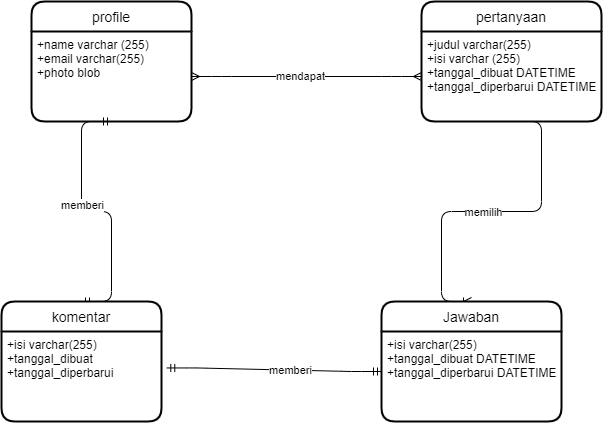 profile
+name varchar (255)
+email varchar(255)
+photo blob
pertanyaan
+judul varchar(255)
+isi varchar (255)
+tanggal_dibuat DATETIME
+tanggal_diperbarui DATETIME
mendapat
memberi
memilih
komentar
+isi varchar(255)
+tanggal_dibuat
+tanggal_diperbarui
memberi
Jawaban
+isi varchar(255)
+tanggal_dibuat DATETIME
+tanggal_diperbarui DATETIME